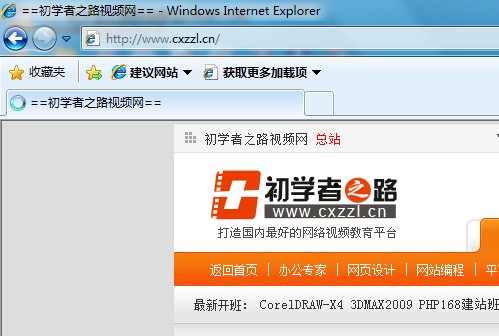 ==初学者之路视频网== - Windows Internet Explorer
http://www.cxzzl.cn/
收藏夹 建议网站 获取更多加载项
==初学者之路视频网==
初学者之路视频网 总站
初学者之路
www.cxzzl.cn
打造国内最好的网络视频教育平台
返回首页 办公专家 网页设计 网站编程 平
最新开班: CorelDRAW-X4 3DMAX2009 PHP168建站班